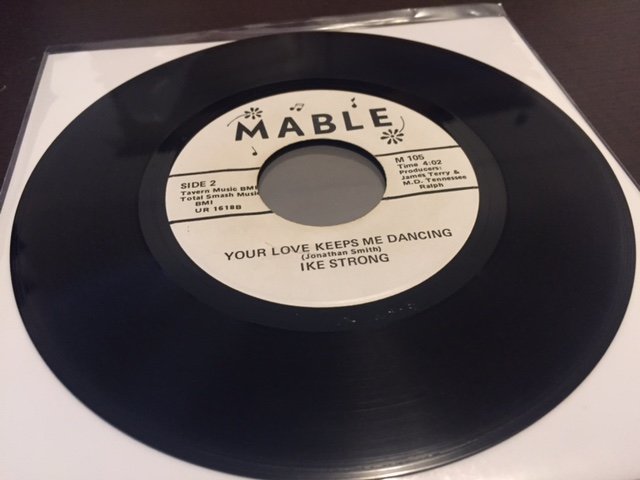 MABLE
SIDE 2
Tavern Music BMI
Total Smash Music
BMI
UR 1618B
M 105
Time 4:02
Producers:
James Terry &
M.D. Tennessee
Ralph
YOUR LOVE KEEPS ME DANCING
(Jonathan Smith)
IKE STRONG